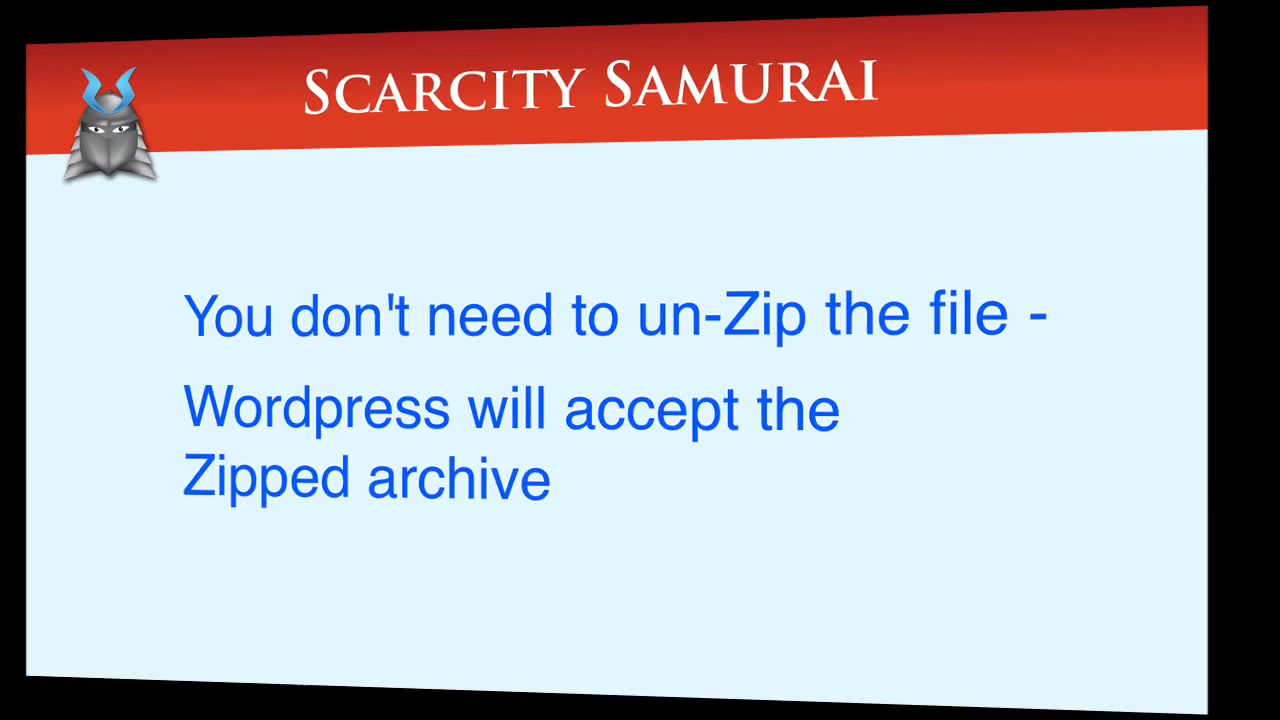 SCARCITY SAMURAI
You don't need to un-Zip the file -
Wordpress will accept the
Zipped archive